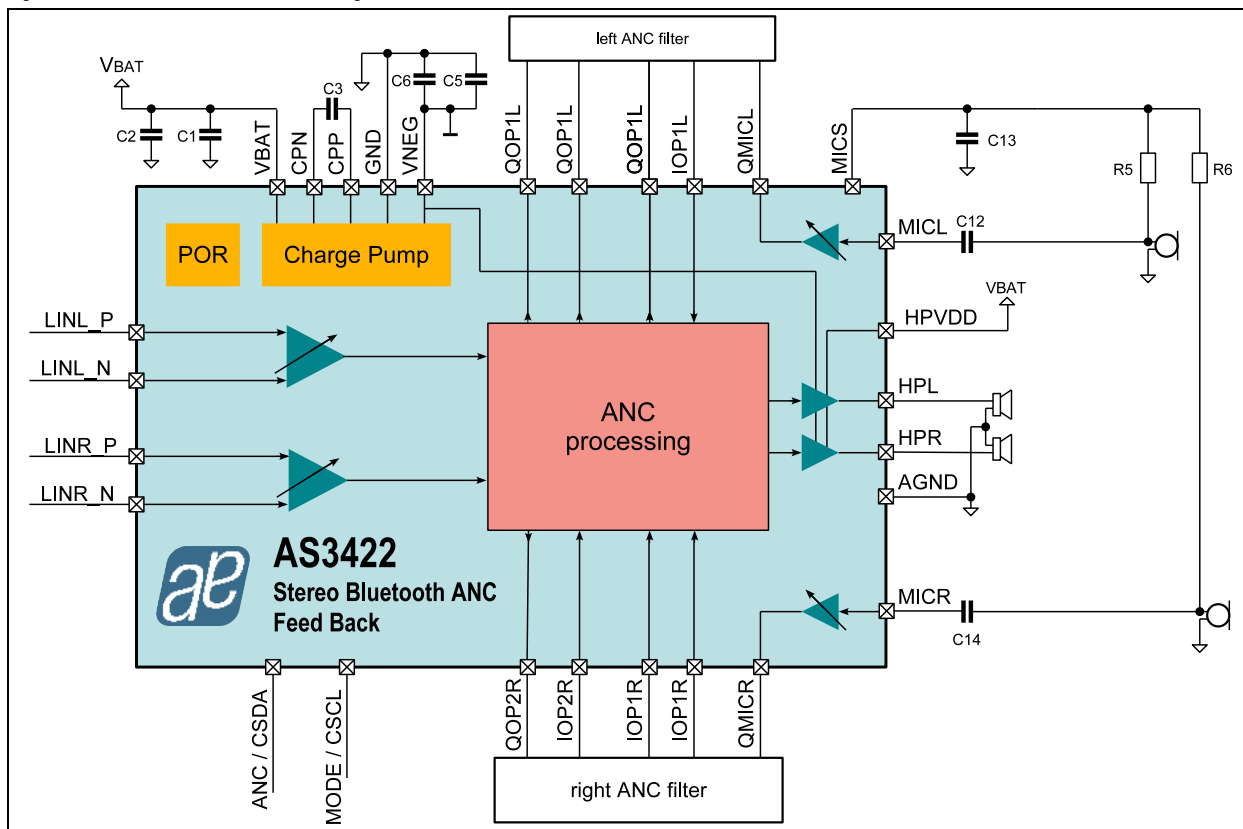 left ANC filter
VBAT
C2
C1
C3
C6
C5
VBAT
CPN
CPP
GND
VNEG
QOP1L
QOP1L
QOP1L
IOP1L
QMICL
MICS
C13
R5
R6
POR
Charge Pump
MICL
C12
VBAT
HPVDD
LINL_P
LINL_N
LINR_P
LINR_N
ANC
processing
HPL
HPR
AGND
ae
AS3422
Stereo Bluetooth ANC
Feed Back
MICR
C14
ANC / CSDA
MODE / CSCL
QOP2R
IOP2R
IOP1R
IOP1R
QMICR
right ANC filter